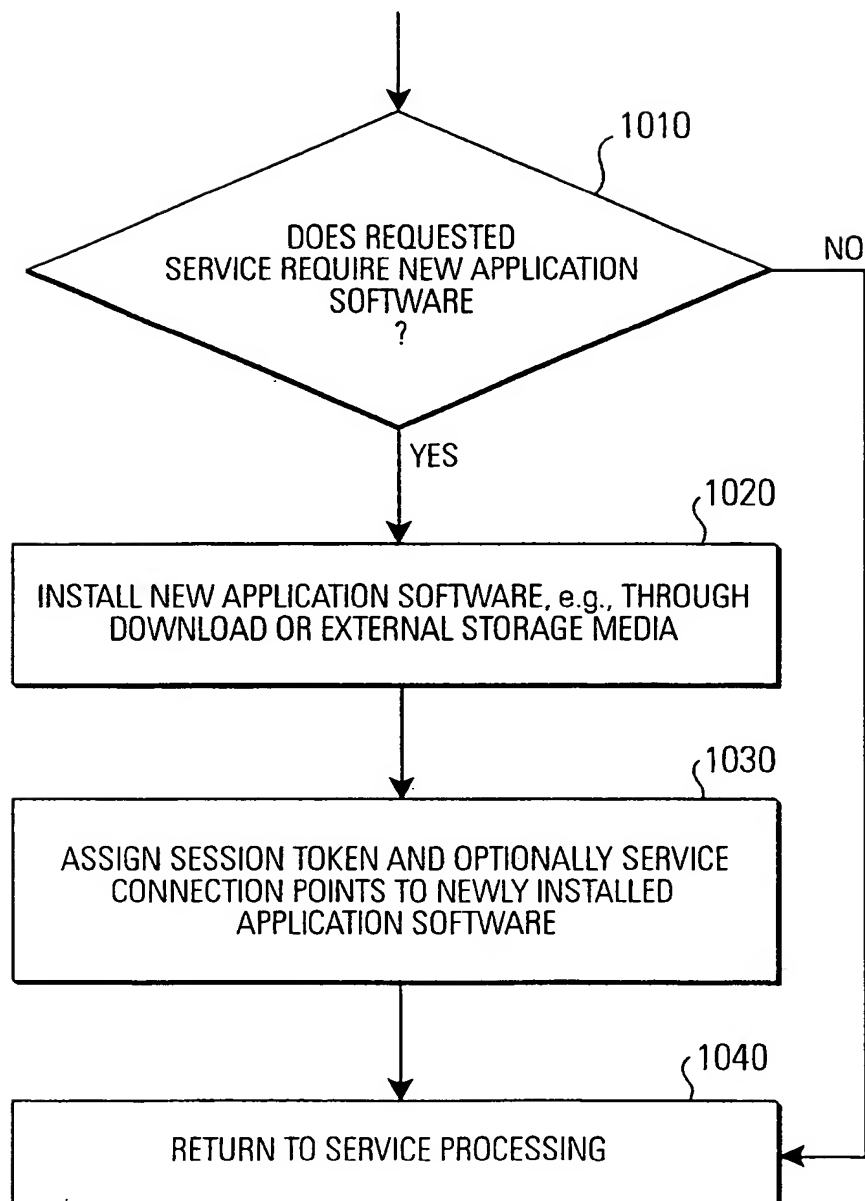 1010
DOES REQUESTED
SERVICE REQUIRE NEW APPLICATION
SOFTWARE
?
NO
YES
1020
INSTALL NEW APPLICATION SOFTWARE, e.g., THROUGH
DOWNLOAD OR EXTERNAL STORAGE MEDIA
1030
ASSIGN SESSION TOKEN AND OPTIONALLY SERVICE
CONNECTION POINTS TO NEWLY INSTALLED
APPLICATION SOFTWARE
1040
RETURN TO SERVICE PROCESSING